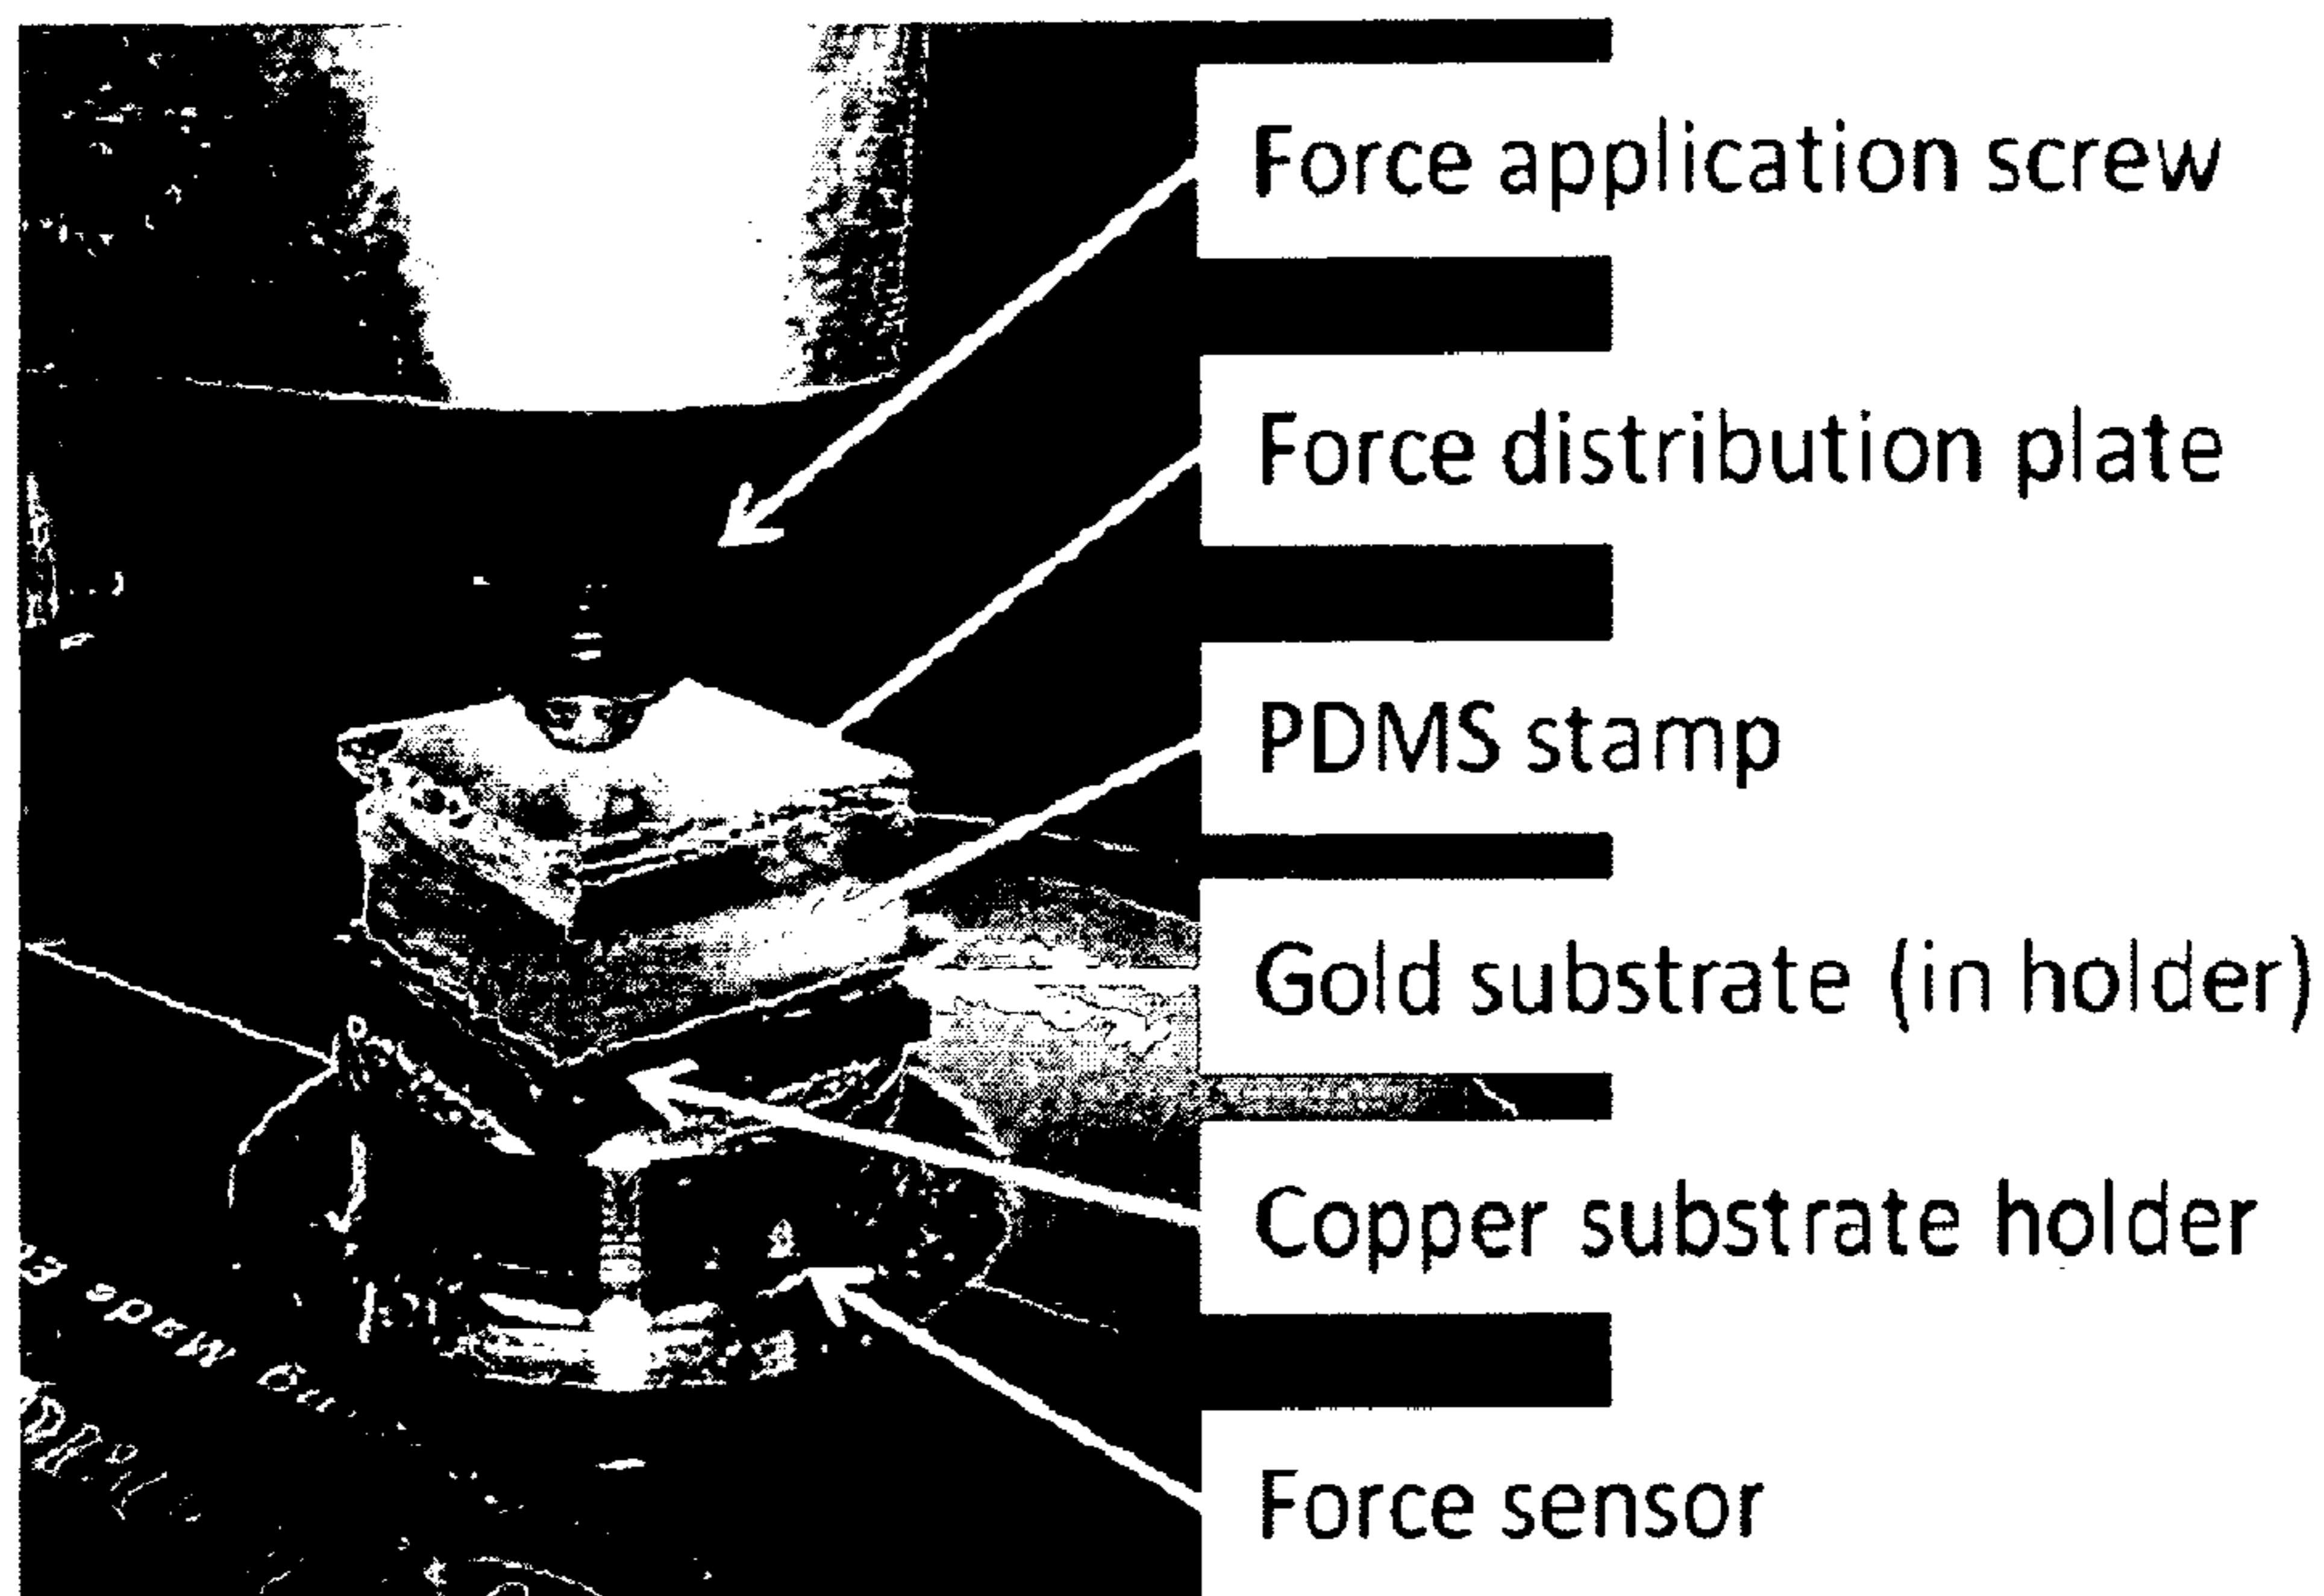 Force application screw
Force distribution plate
PDMS stamp
Gold substrate (in holder)
Copper substrate holder
Force sensor